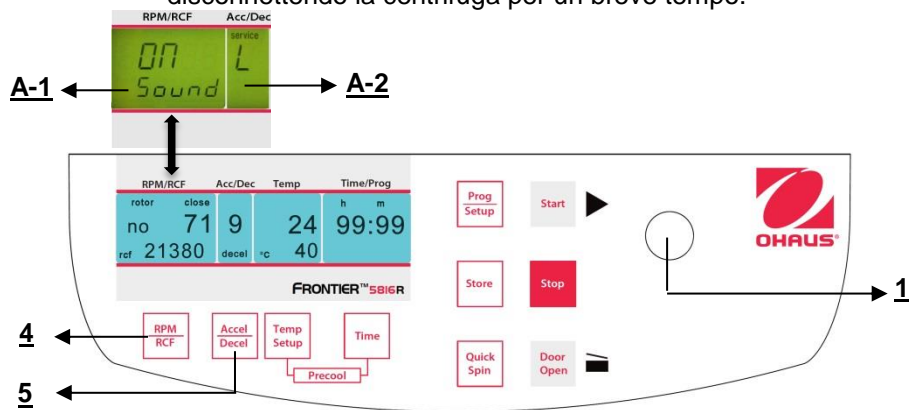 disconnettendo la centrifuga per un breve tempo.
RPM/RCF Acc/Dec
service
On L
Sound
A-1 A-2
RPM/RCF Acc/Dec Temp Time/Prog
rotor close h m
no 71 9 24 99:99
rcf 21380 decel °C 40
FRONTIER™5816R
Prog Setup
Start
OHAUS®
Store
Stop
1
4
RPM RCF
Accel Decel
Temp Setup
Time
Precool
Quick Spin
Door Open
5